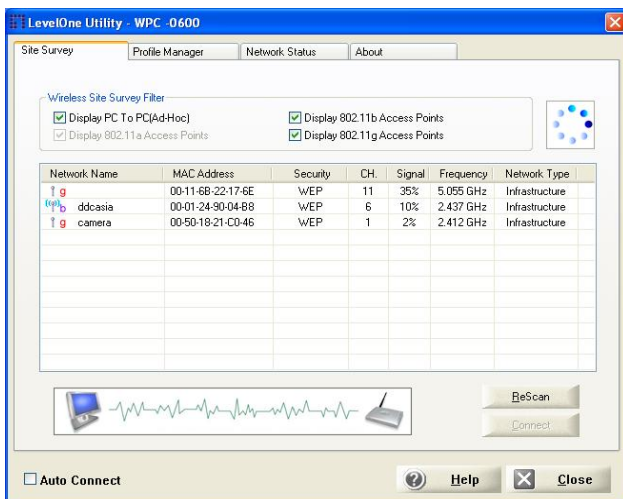 LevelOne Utility - WPC -0600
Site Survey Profile Manager Network Status About
Wireless Site Survey Filter
Display PC To PC(Ad-Hoc) Display 802.11b Access Points
Display 802.11a Access Points Display 802.11g Access Points
Network Name MAC Address Security CH. Signal Frequency Network Type
g 00-11-6B-22-17-6E WEP 11 35% 5.055 GHz Infrastructure
b ddcasia 00-01-24-90-04-B8 WEP 6 10% 2.437 GHz Infrastructure
g camera 00-50-18-21-C0-46 WEP 1 2% 2.412 GHz Infrastructure
ReScan
Connect
Auto Connect Help Close